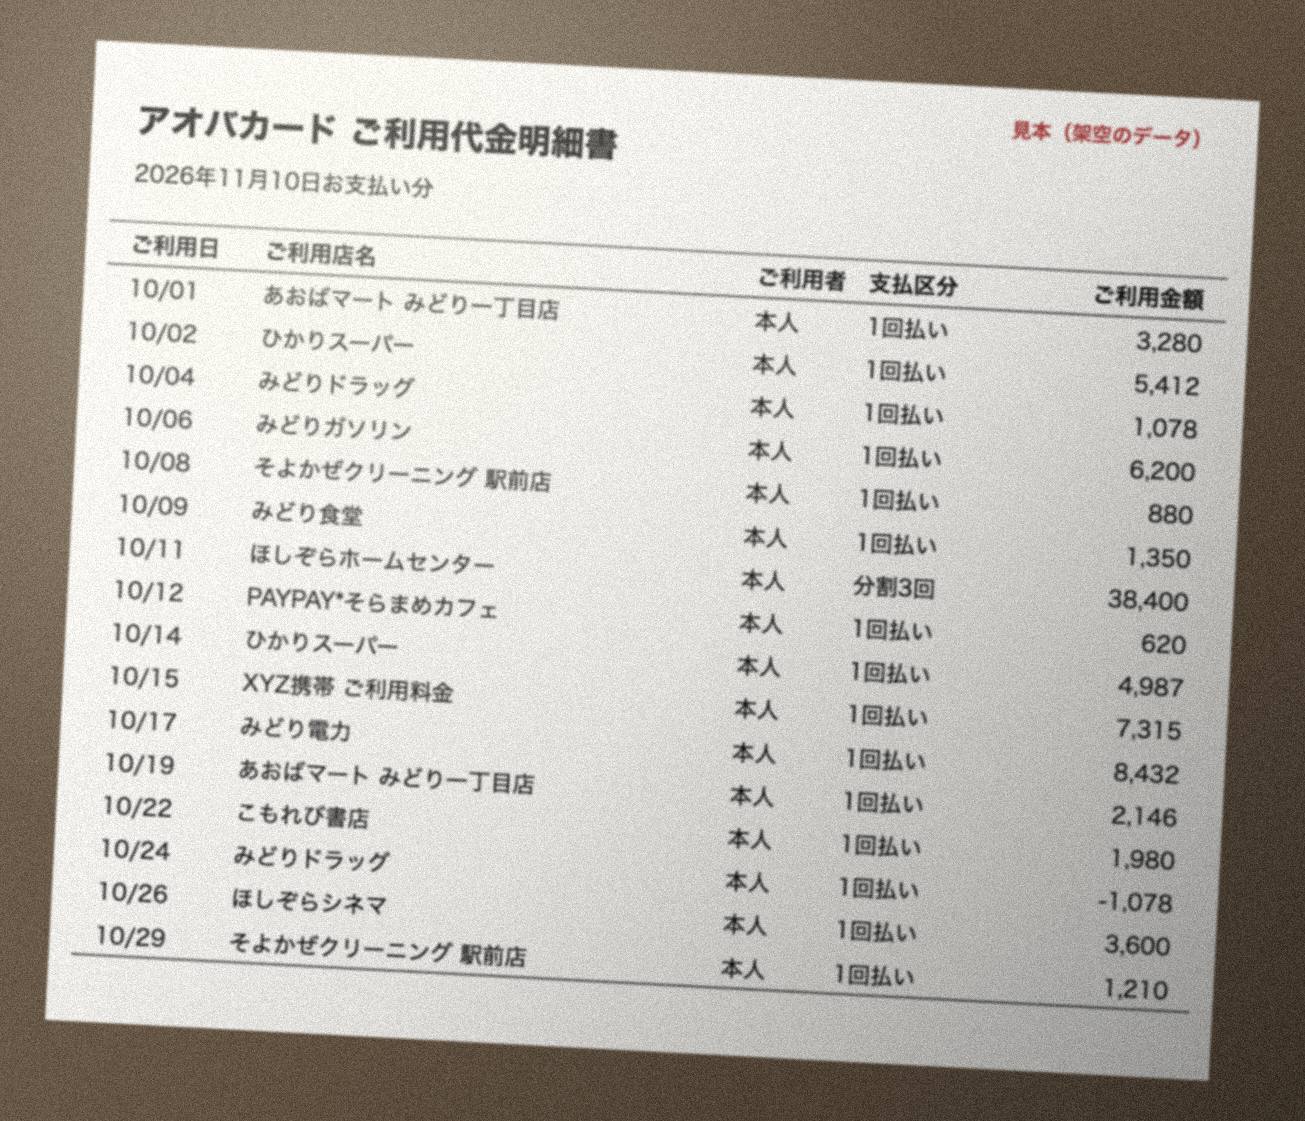 アオバカード ご利用代金明細書
見本（架空のデータ）
2026年11月10日お支払い分
ご利用日 ご利用店名 ご利用者 支払区分 ご利用金額
10/01 あおばマート みどり一丁目店 本人 1回払い 3,280
10/02 ひかりスーパー 本人 1回払い 5,412
10/04 みどりドラッグ 本人 1回払い 1,078
10/06 みどりガソリン 本人 1回払い 6,200
10/08 そよかぜクリーニング 駅前店 本人 1回払い 880
10/09 みどり食堂 本人 1回払い 1,350
10/11 ほしぞらホームセンター 本人 分割3回 38,400
10/12 PAYPAY*そらまめカフェ 本人 1回払い 620
10/14 ひかりスーパー 本人 1回払い 4,987
10/15 XYZ携帯 ご利用料金 本人 1回払い 7,315
10/17 みどり電力 本人 1回払い 8,432
10/19 あおばマート みどり一丁目店 本人 1回払い 2,146
10/22 こもれび書店 本人 1回払い 1,980
10/24 みどりドラッグ 本人 1回払い -1,078
10/26 ほしぞらシネマ 本人 1回払い 3,600
10/29 そよかぜクリーニング 駅前店 本人 1回払い 1,210